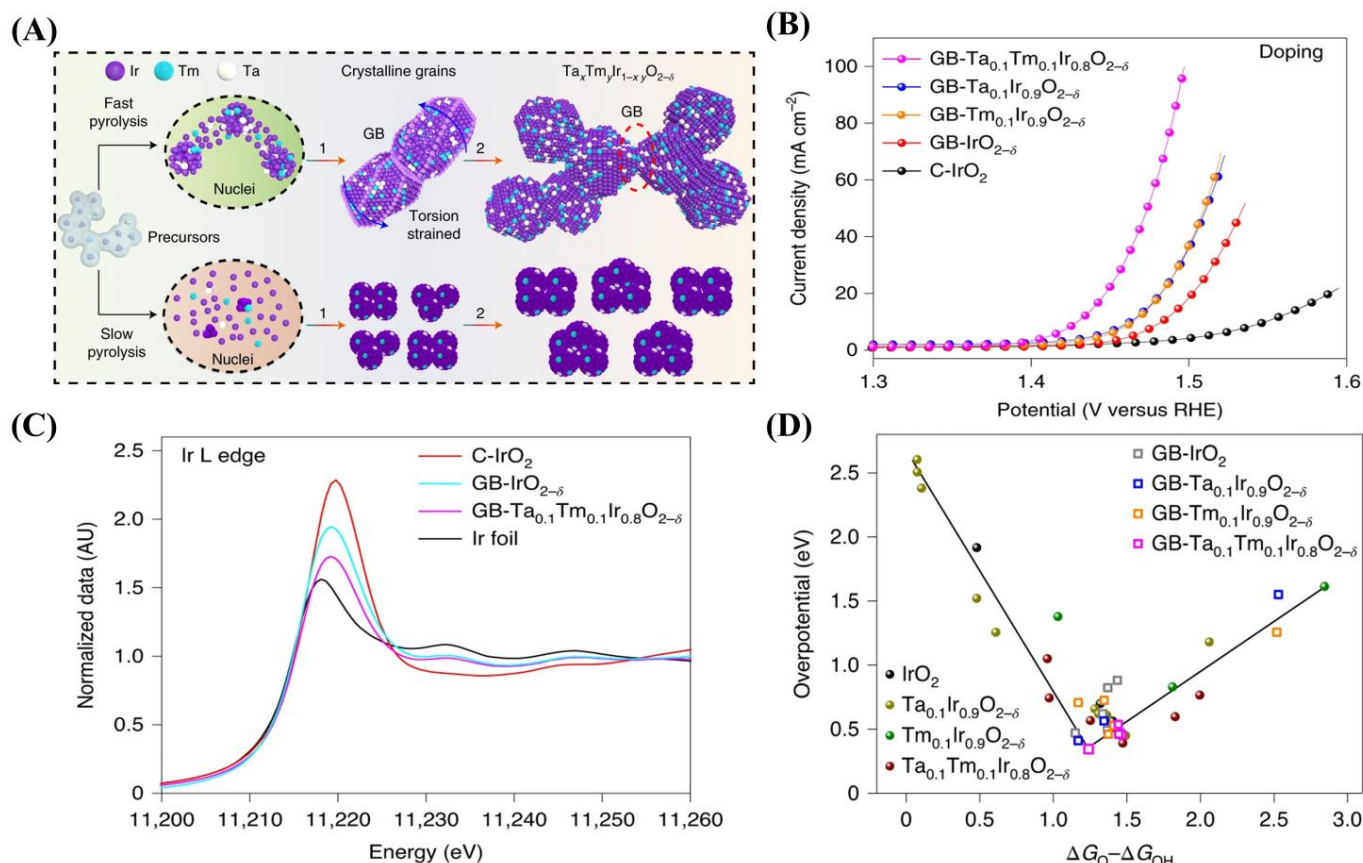 (A)
Ir Tm Ta
Crystalline grains
TaₓTmᵧIr₁₋ₓ ᵧO₂₋δ
Fast
pyrolysis
Nuclei
1
GB
2
GB
Torsion
strained
Precursors
Slow
pyrolysis
Nuclei
1
2
(B)
Doping
GB-Ta₀.₁Tm₀.₁Ir₀.₈O₂₋δ
GB-Ta₀.₁Ir₀.₉O₂₋δ
GB-Tm₀.₁Ir₀.₉O₂₋δ
GB-IrO₂₋δ
C-IrO₂
Current density (mA cm⁻²)
100
80
60
40
20
0
1.3 1.4 1.5 1.6
Potential (V versus RHE)
(C)
Ir L edge
C-IrO₂
GB-IrO₂₋δ
GB-Ta₀.₁Tm₀.₁Ir₀.₈O₂₋δ
Ir foil
Normalized data (AU)
2.5
2.0
1.5
1.0
0.5
0
11,200 11,210 11,220 11,230 11,240 11,250 11,260
Energy (eV)
(D)
GB-IrO₂
GB-Ta₀.₁Ir₀.₉O₂₋δ
GB-Tm₀.₁Ir₀.₉O₂₋δ
GB-Ta₀.₁Tm₀.₁Ir₀.₈O₂₋δ
Overpotential (eV)
2.5
2.0
1.5
1.0
0.5
0
IrO₂
Ta₀.₁Ir₀.₉O₂₋δ
Tm₀.₁Ir₀.₉O₂₋δ
Ta₀.₁Tm₀.₁Ir₀.₈O₂₋δ
0 0.5 1.0 1.5 2.0 2.5 3.0
ΔG_O–ΔG_OH